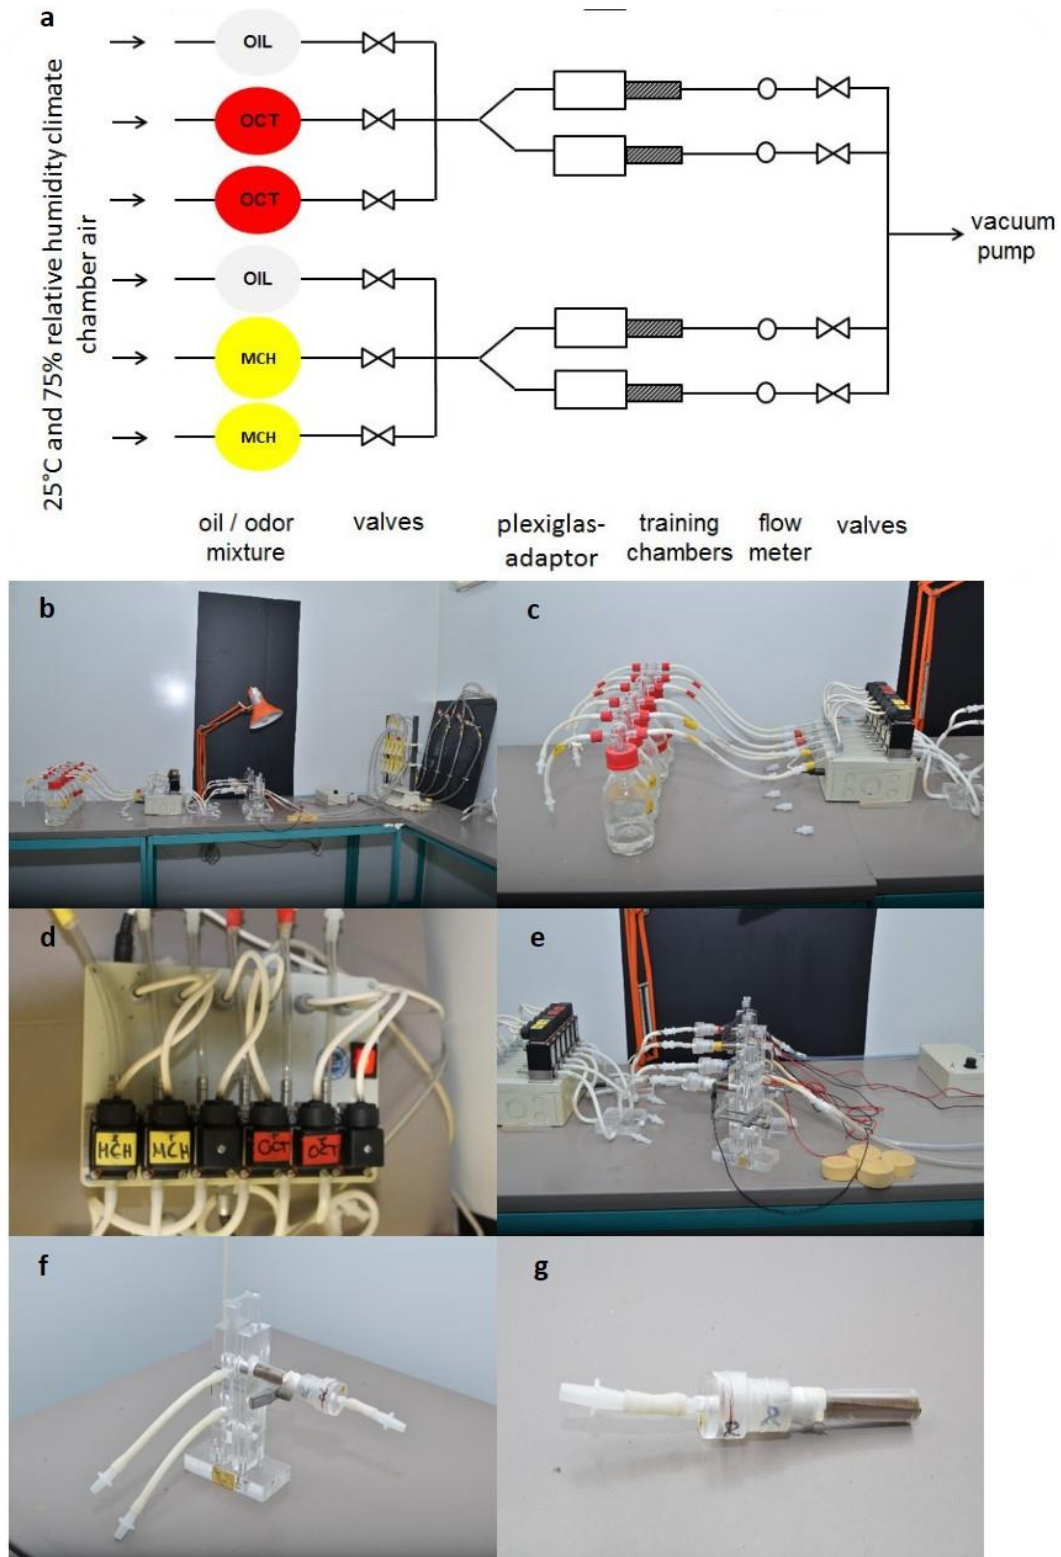 a
OIL
OCT
OCT
OIL
MCH
MCH
25°C and 75% relative humidity climate
chamber air
vacuum
pump
oil / odor
mixture
valves
plexiglas-
adaptor
training
chambers
flow
meter
valves
b
c
d
MCH
MCH
OCT
OCT
e
f
g